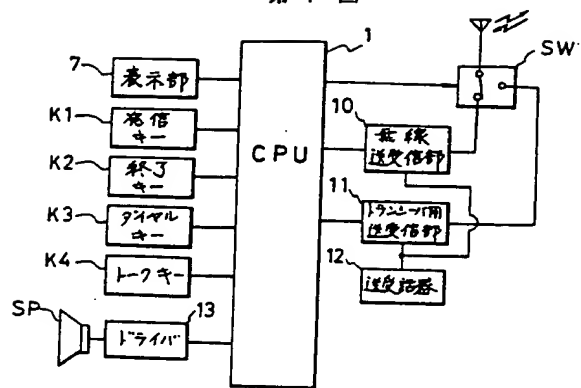 第1図
1
7
表示部
SW
K1
発信
キー
10
無線
送受信部
CPU
K2
終了
キー
11
トランシーバ用
送受信部
K3
ダイヤル
キー
12
送受話器
K4
トークキー
SP
13
ドライバ